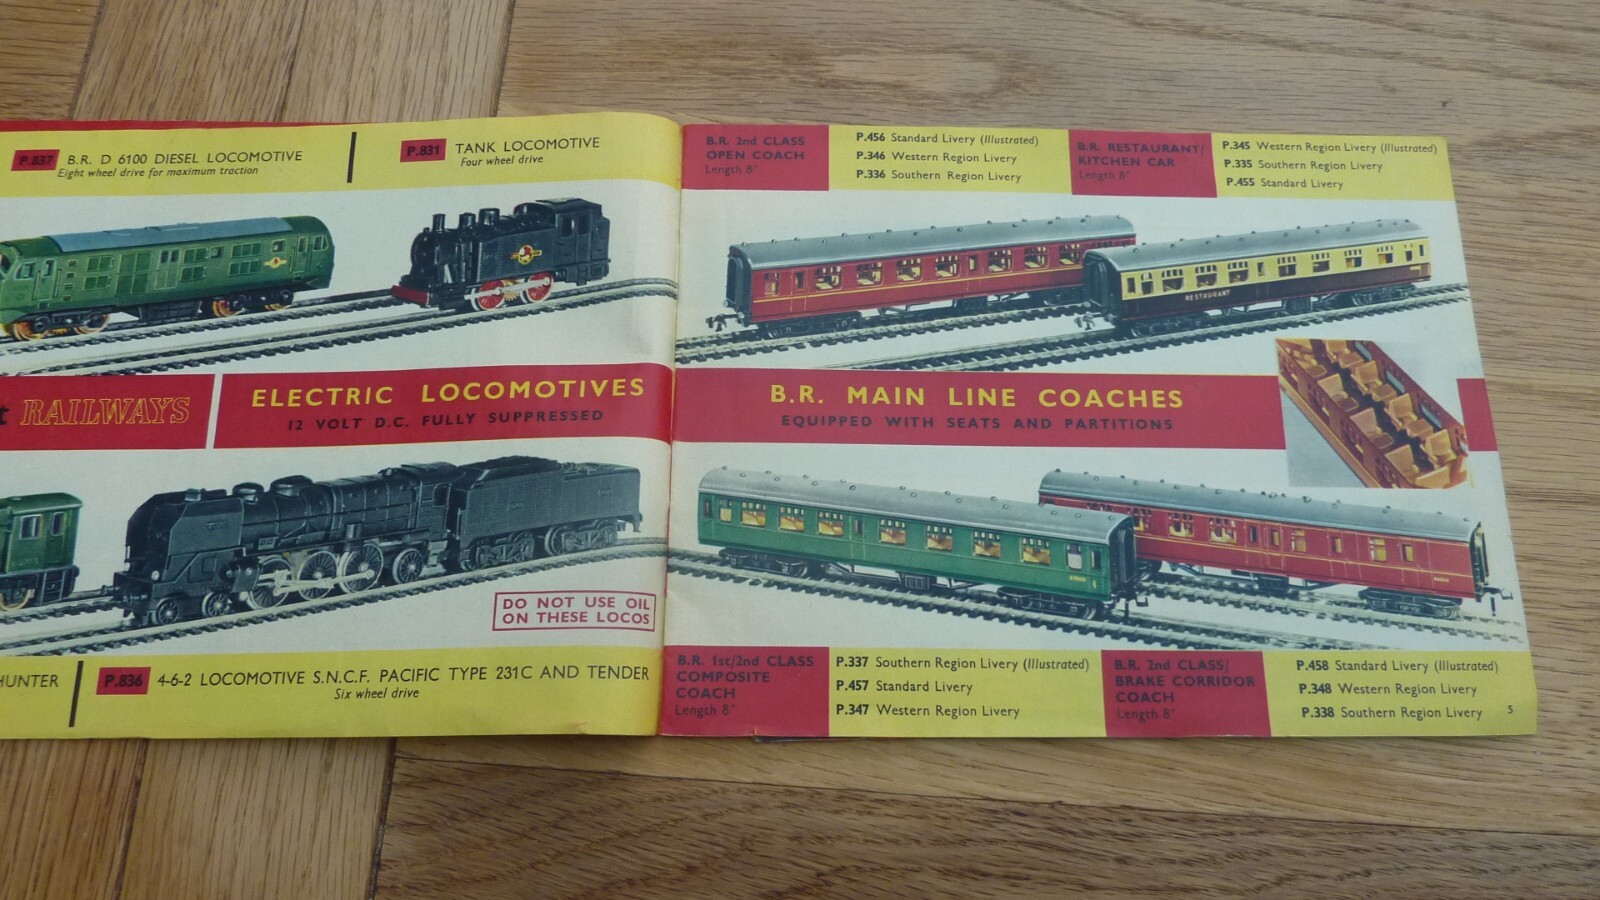 P.837 B.R. D 6100 DIESEL LOCOMOTIVE
Eight wheel drive for maximum traction
P.831 TANK LOCOMOTIVE
Four wheel drive
RAILWAYS
ELECTRIC LOCOMOTIVES
12 VOLT D.C. FULLY SUPPRESSED
DO NOT USE OIL
ON THESE LOCOS
HUNTER
P.836 4-6-2 LOCOMOTIVE S.N.C.F. PACIFIC TYPE 231C AND TENDER
Six wheel drive
B.R. 2nd CLASS
OPEN COACH
Length 8"
P.456 Standard Livery (Illustrated)
P.346 Western Region Livery
P.336 Southern Region Livery
B.R. RESTAURANT/
KITCHEN CAR
Length 8"
P.345 Western Region Livery (Illustrated)
P.335 Southern Region Livery
P.455 Standard Livery
RESTAURANT
B.R. MAIN LINE COACHES
EQUIPPED WITH SEATS AND PARTITIONS
B.R. 1st/2nd CLASS
COMPOSITE
COACH
Length 8"
P.337 Southern Region Livery (Illustrated)
P.457 Standard Livery
P.347 Western Region Livery
B.R. 2nd CLASS/
BRAKE CORRIDOR
COACH
Length 8"
P.458 Standard Livery (Illustrated)
P.348 Western Region Livery
P.338 Southern Region Livery
5